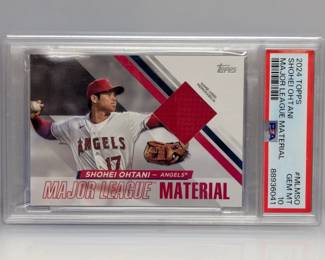 2024 TOPPS
SHOHEI OHTANI
MAJOR LEAGUE MATERIAL
#MLMSO
GEM MT
10
88936041
PSA
Topps
ANGELS
17
SHOHEI OHTANI — ANGELS
MAJOR LEAGUE MATERIAL